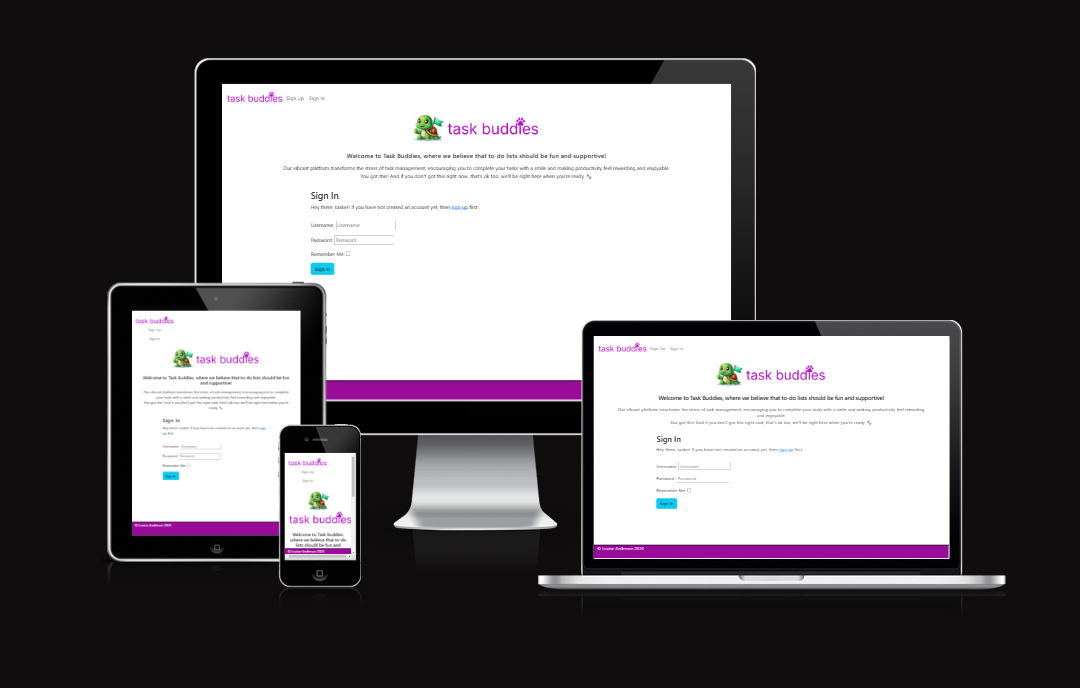 task buddies Sign Up Sign In
task buddies
Welcome to Task Buddies, where we believe that to-do lists should be fun and supportive!
Our vibrant platform transforms the stress of task management, encouraging you to complete your tasks with a smile and making productivity feel rewarding and enjoyable.
You got this! And if you don't got this right now, that's ok too, we'll be right here when you're ready
Sign In
Hey there, tasker! If you have not created an account yet, then sign up first.
Username: Username
Password: Password
Remember Me:
Sign In
task buddies
Sign Up
Sign In
task buddies
Welcome to Task Buddies, where we believe that to-do lists should be fun
and supportive!
Our vibrant platform transforms the stress of task management, encouraging you to complete
your tasks with a smile and making productivity feel rewarding and enjoyable.
You got this! And if you don't got this right now, that's ok too, we'll be right here when you're
ready
Sign In
Hey there, tasker! If you have not created an account yet, then sign
up first.
Username: Username
Password: Password
Remember Me:
Sign In
task buddies
Sign Up
Sign In
task buddies
Welcome to Task Buddies,
where we believe that to-do
lists should be fun and
task buddies Sign Up Sign In
task buddies
Welcome to Task Buddies, where we believe that to-do lists should be fun and supportive!
Our vibrant platform transforms the stress of task management, encouraging you to complete your tasks with a smile and making productivity feel rewarding
and enjoyable.
You got this! And if you don't got this right now, that's ok too, we'll be right here when you're ready
Sign In
Hey there, tasker! If you have not created an account yet, then sign up first.
Username: Username
Password: Password
Remember Me:
Sign In
© Louise Anderson